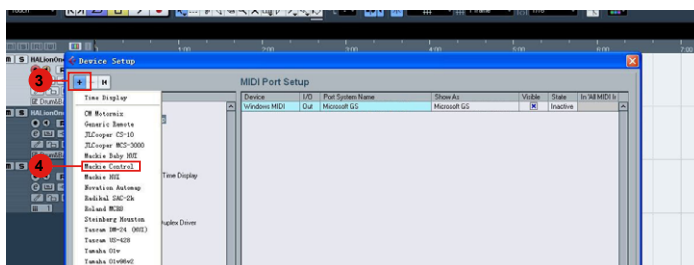 Touch
1:00
2:00
3:00
5:00
6:00
7:00
HALionOne
Device Setup
3
MIDI Port Setup
Device I/O Port System Name Show As Visible State In 'All MIDI In
Windows MIDI Out Microsoft GS Microsoft GS Inactive
Time Display
CM Motormix
Generic Remote
JLCooper CS-10
JLCooper MCS-3000
Mackie Baby HUI
4
Mackie Control
Mackie HUI
Time Display
Novation Automap
Radikal SAC-2k
Roland MCR8
Steinberg Houston
Duplex Driver
Tascam DM-24 (HUI)
Tascam US-428
Yamaha 01v
Yamaha 01v96v2